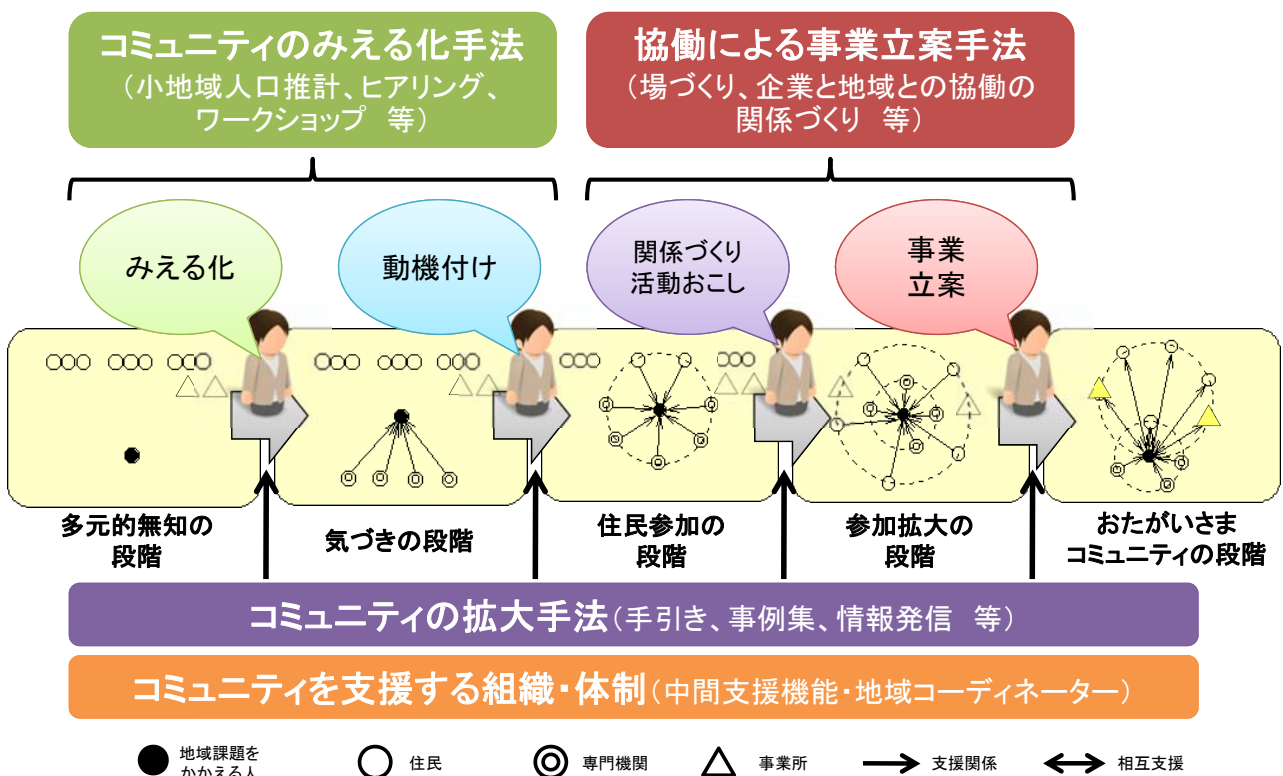 コミュニティのみえる化手法
（小地域人口推計、ヒアリング、
ワークショップ　等）
協働による事業立案手法
（場づくり、企業と地域との協働の
関係づくり　等）
みえる化
動機付け
関係づくり
活動おこし
事業
立案
多元的無知の
段階
気づきの段階
住民参加の
段階
参加拡大の
段階
おたがいさま
コミュニティの段階
コミュニティの拡大手法（手引き、事例集、情報発信　等）
コミュニティを支援する組織・体制（中間支援機能・地域コーディネーター）
地域課題を
かかえる人
住民
専門機関
事業所
支援関係
相互支援